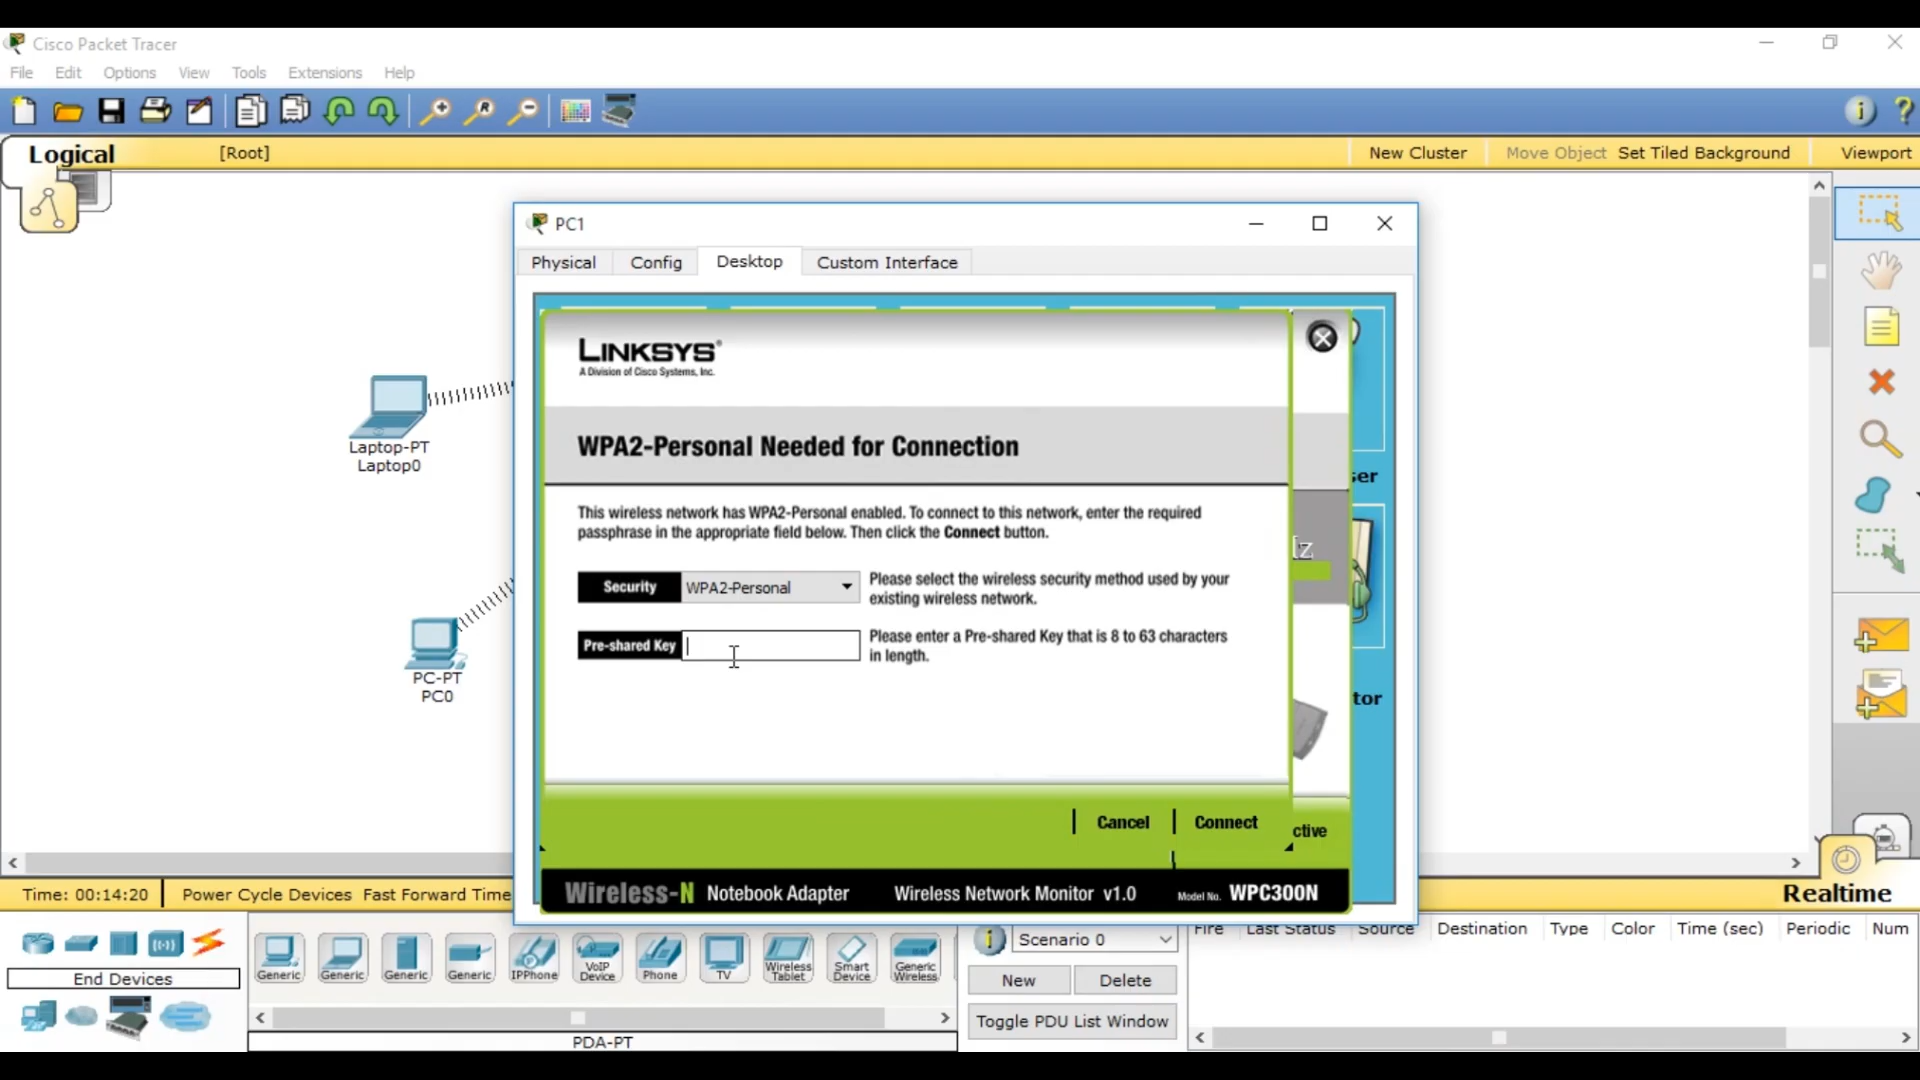 Cisco Packet Tracer
File Edit Options View Tools Extensions Help
Logical [Root] New Cluster Move Object Set Tiled Background Viewport
PC1
Physical Config Desktop Custom Interface
LINKSYS®
A Division of Cisco Systems, Inc.
WPA2-Personal Needed for Connection
This wireless network has WPA2-Personal enabled. To connect to this network, enter the required
passphrase in the appropriate field below. Then click the Connect button.
Security WPA2-Personal
Please select the wireless security method used by your
existing wireless network.
Pre-shared Key
Please enter a Pre-shared Key that is 8 to 63 characters
in length.
Cancel Connect
ctive
Wireless-N Notebook Adapter Wireless Network Monitor v1.0 Model No. WPC300N
ser
tor
Laptop-PT
Laptop0
PC-PT
PC0
Time: 00:14:20 Power Cycle Devices Fast Forward Time
Realtime
End Devices
Generic Generic Generic Generic IPPhone VoIP Device Phone TV Wireless Tablet Smart Device Generic Wireless
PDA-PT
Scenario 0
New Delete
Toggle PDU List Window
Fire Last Status Source Destination Type Color Time (sec) Periodic Num